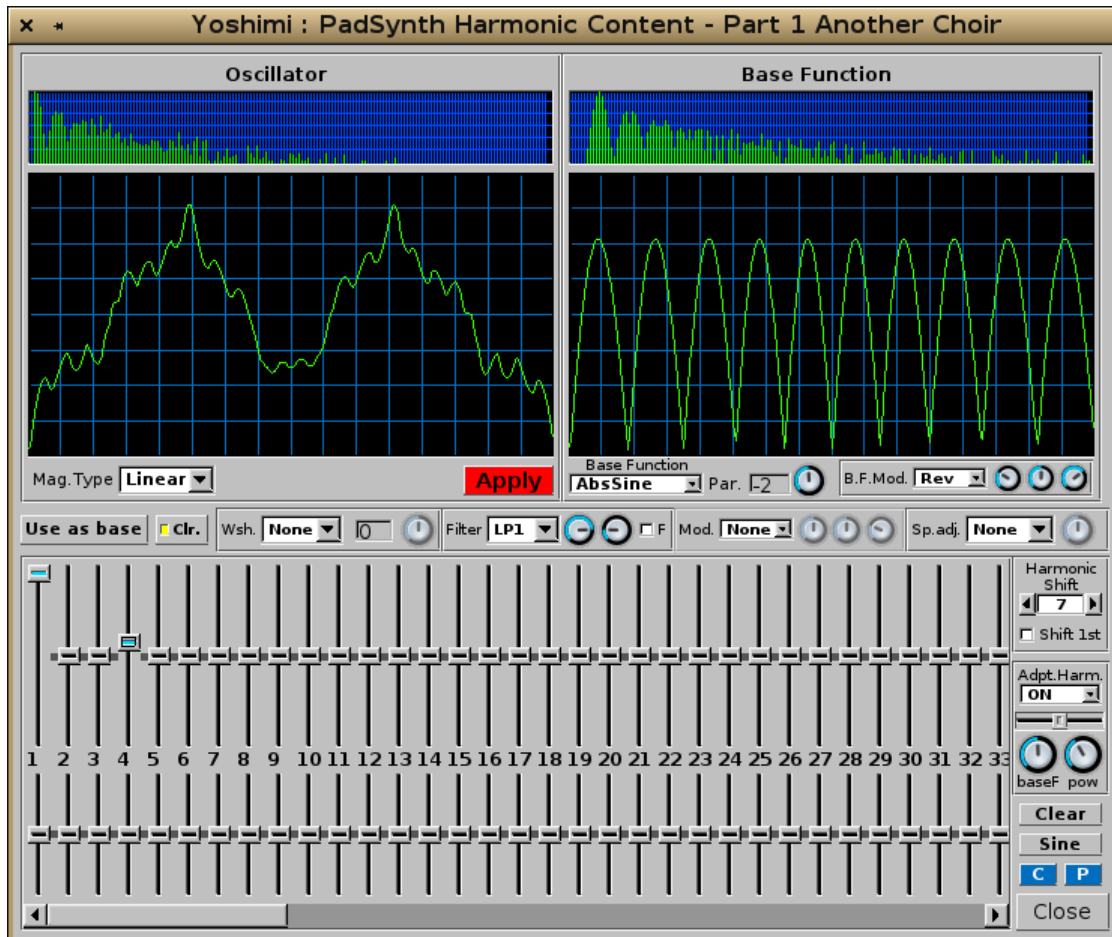 Yoshimi : PadSynth Harmonic Content - Part 1 Another Choir
Oscillator
Base Function
Mag.Type Linear
Apply
Base Function
AbsSine
Par. -2
B.F.Mod. Rev
Use as base
Clr.
Wsh. None 0
Filter LP1
F
Mod. None
Sp.adj. None
Harmonic
Shift
7
Shift 1st
Adpt.Harm.
ON
r
baseF pow
1 2 3 4 5 6 7 8 9 10 11 12 13 14 15 16 17 18 19 20 21 22 23 24 25 26 27 28 29 30 31 32 33
Clear
Sine
C P
Close